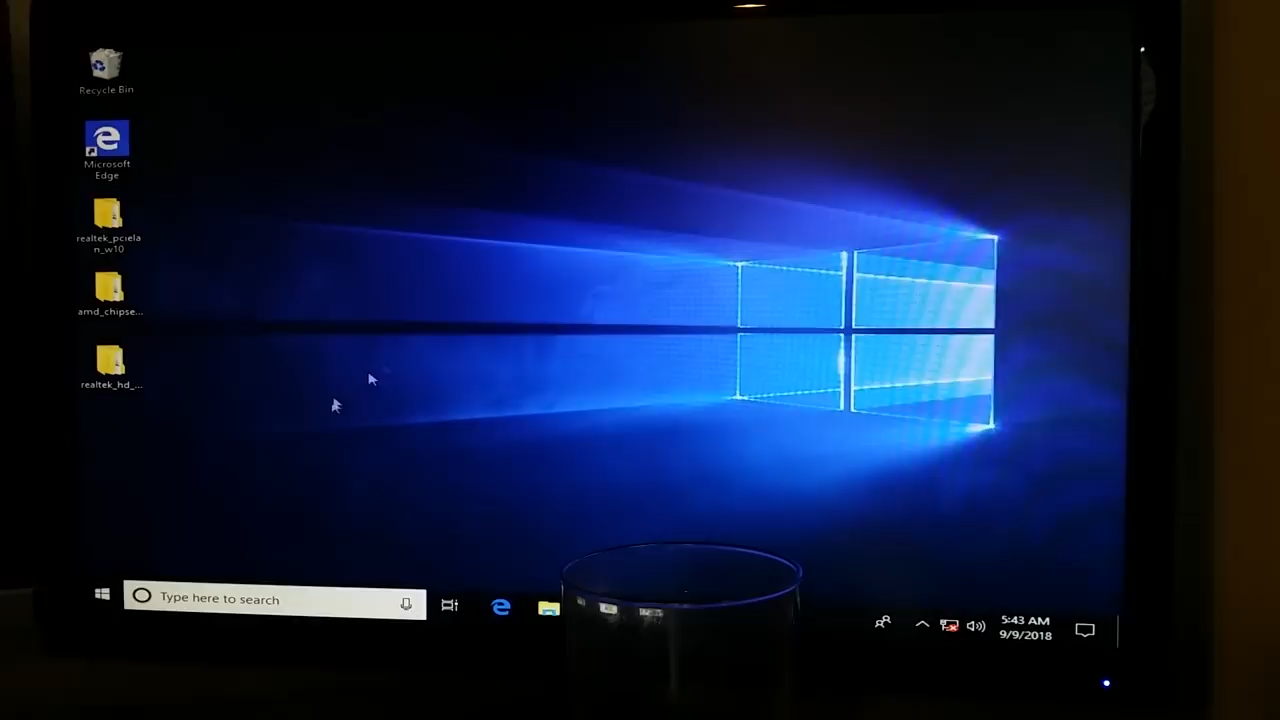 Recycle Bin
Microsoft
Edge
realtek_pciela
n_w10
amd_chipse...
realtek_hd_...
Type here to search
5:43 AM
9/9/2018